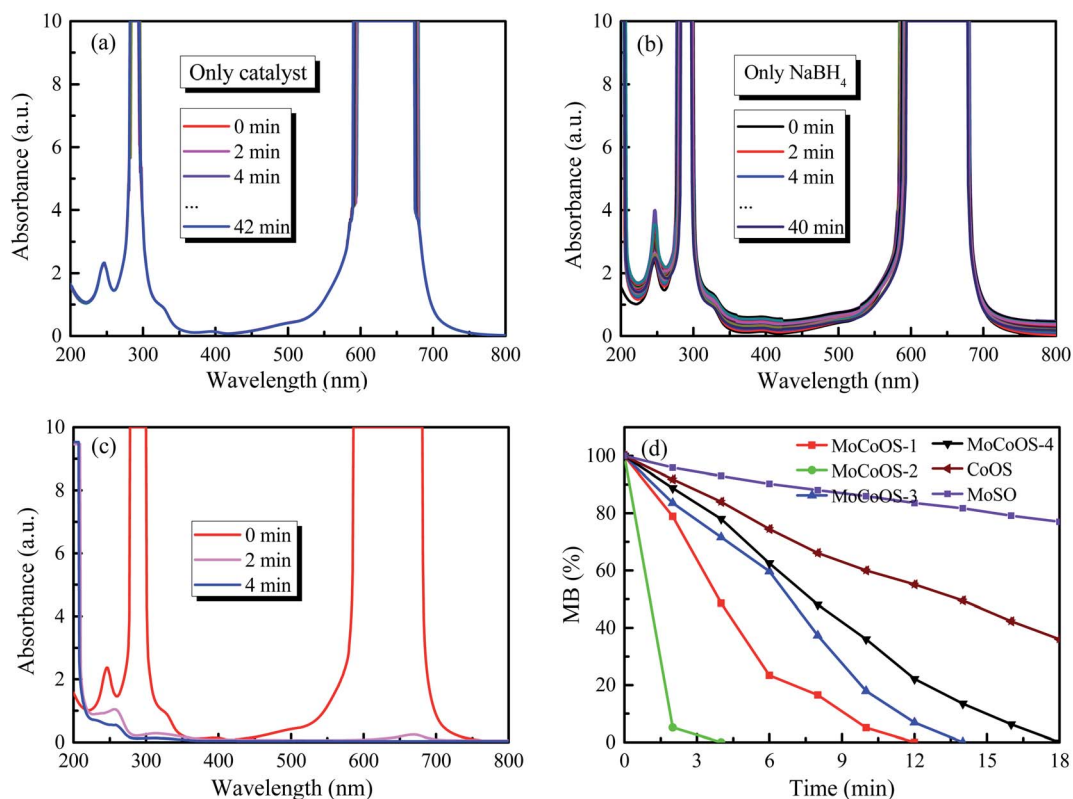 (a)
Only catalyst
0 min
2 min
4 min
...
42 min
Absorbance (a.u.)
10
8
6
4
2
0
200 300 400 500 600 700 800
Wavelength (nm)
(b)
Only NaBH₄
0 min
2 min
4 min
...
40 min
Absorbance (a.u.)
10
8
6
4
2
0
200 300 400 500 600 700 800
Wavelength (nm)
(c)
0 min
2 min
4 min
Absorbance (a.u.)
10
8
6
4
2
0
200 300 400 500 600 700 800
Wavelength (nm)
(d)
MoCoOS-1
MoCoOS-2
MoCoOS-3
MoCoOS-4
CoOS
MoSO
MB (%)
100
80
60
40
20
0
0 3 6 9 12 15 18
Time (min)